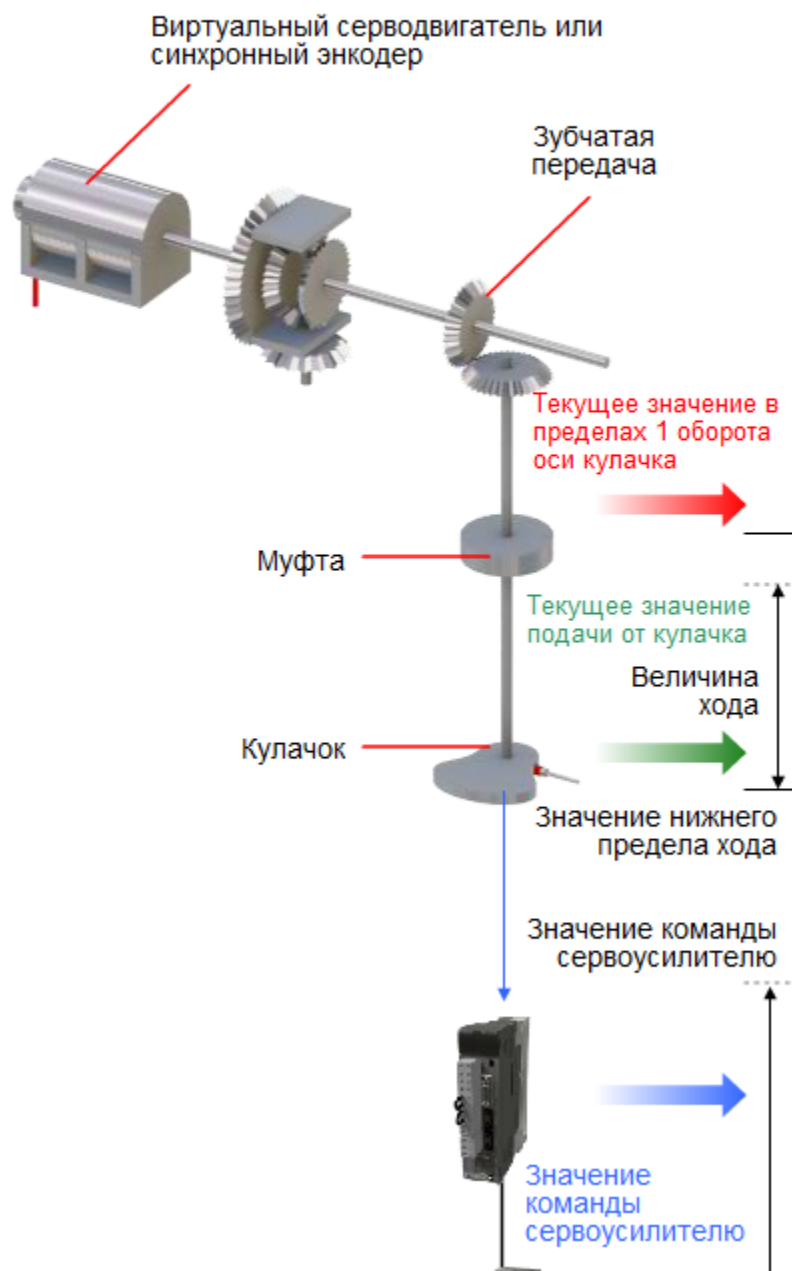 Виртуальный серводвигатель или
синхронный энкодер
Зубчатая
передача
Текущее значение в
пределах 1 оборота
оси кулачка
Муфта
Текущее значение
подачи от кулачка
Величина
хода
Кулачок
Значение нижнего
предела хода
Значение команды
сервоусилителю
Значение
команды
сервоусилителю